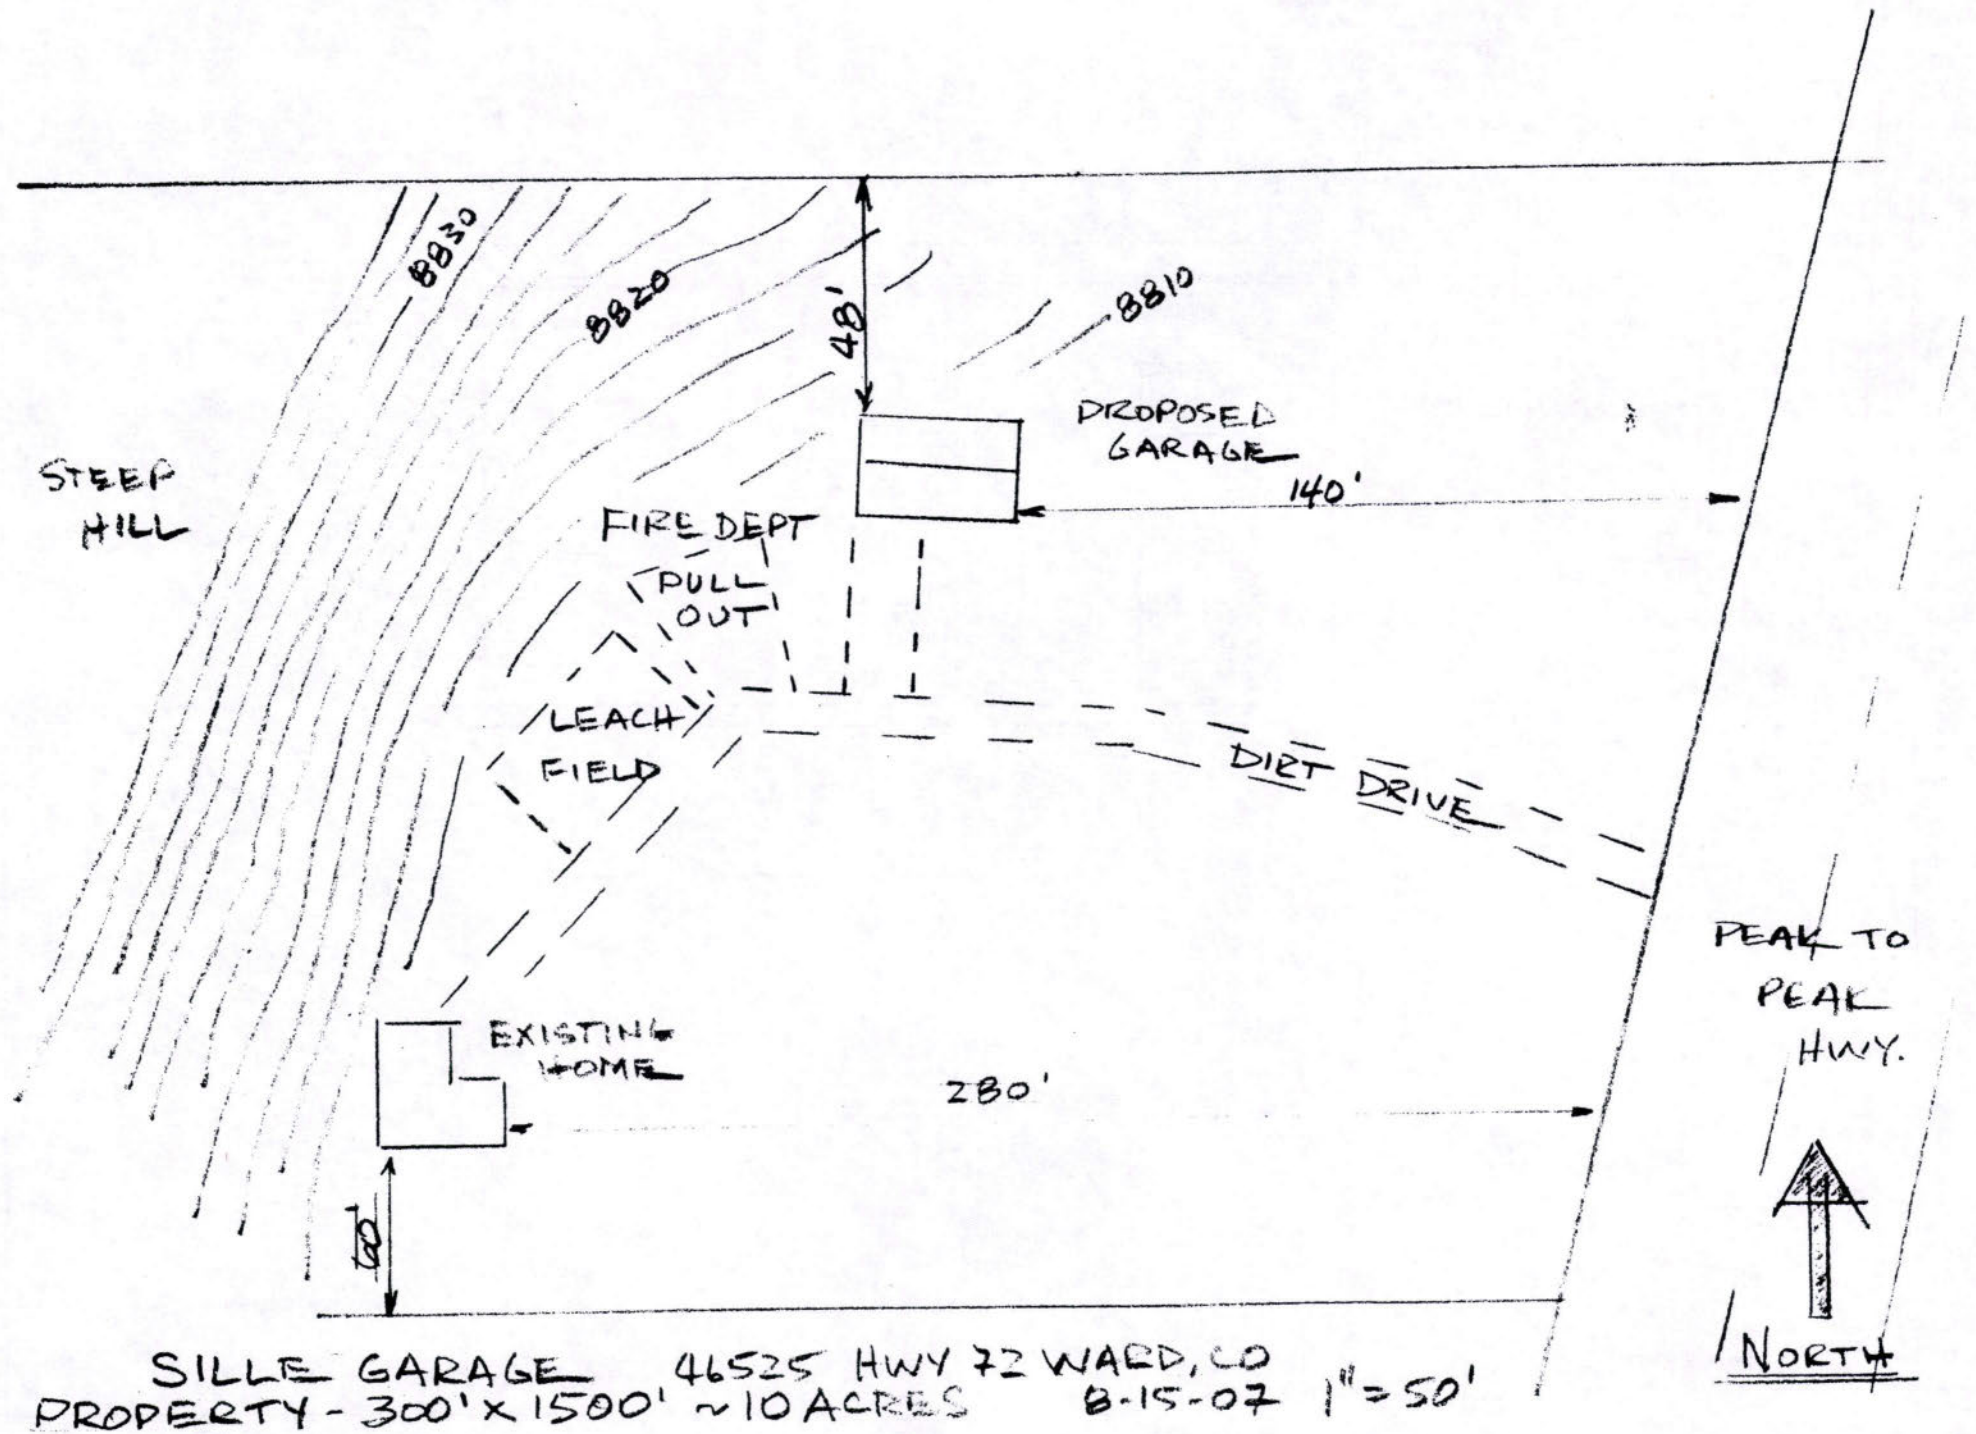 8830
8820
8810
48'
PROPOSED
GARAGE
140'
STEEP
HILL
FIRE DEPT
PULL
OUT
LEACH
FIELD
DIRT DRIVE
PEAK TO
PEAK
HWY.
EXISTING
HOME
280'
60'
NORTH
SILLE GARAGE 46525 HWY 72 WARD, CO
PROPERTY - 300' X 1500' ~ 10 ACRES 8-15-07 1" = 50'